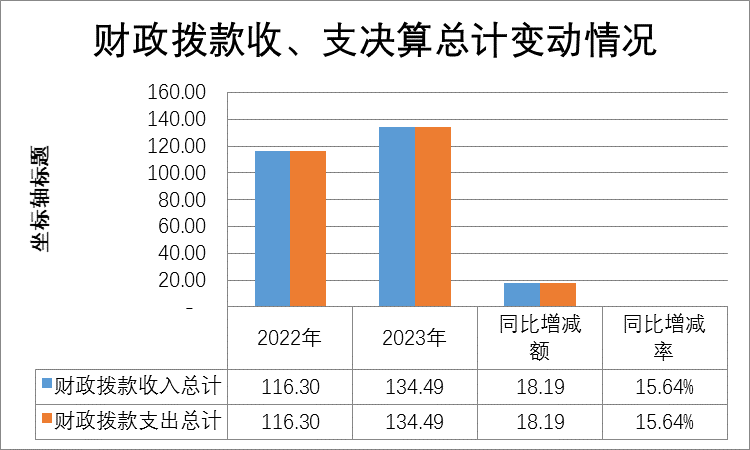 财政拨款收、支决算总计变动情况
坐标轴标题
160.00
140.00
120.00
100.00
80.00
60.00
40.00
20.00
-
2022年 2023年 同比增减额 同比增减率
财政拨款收入总计 116.30 134.49 18.19 15.64%
财政拨款支出总计 116.30 134.49 18.19 15.64%